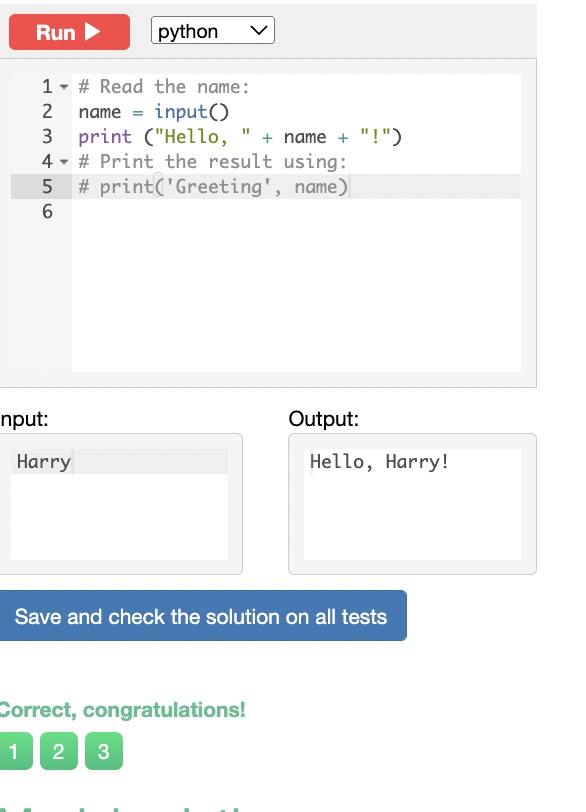 Run
python
1 # Read the name:
2 name = input()
3 print ("Hello, " + name + "!")
4 # Print the result using:
5 # print('Greeting', name)
6
nput:
Output:
Harry
Hello, Harry!
Save and check the solution on all tests
Correct, congratulations!
1 2 3